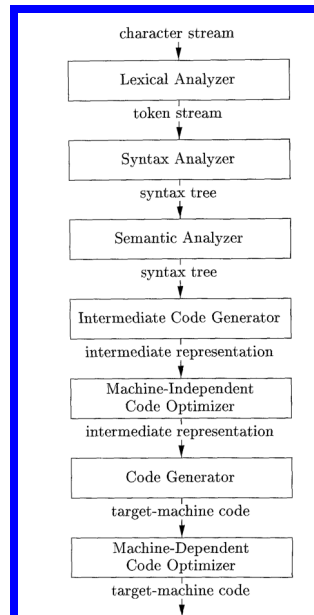 character stream
Lexical Analyzer
token stream
Syntax Analyzer
syntax tree
Semantic Analyzer
syntax tree
Intermediate Code Generator
intermediate representation
Machine-Independent
Code Optimizer
intermediate representation
Code Generator
target-machine code
Machine-Dependent
Code Optimizer
target-machine code